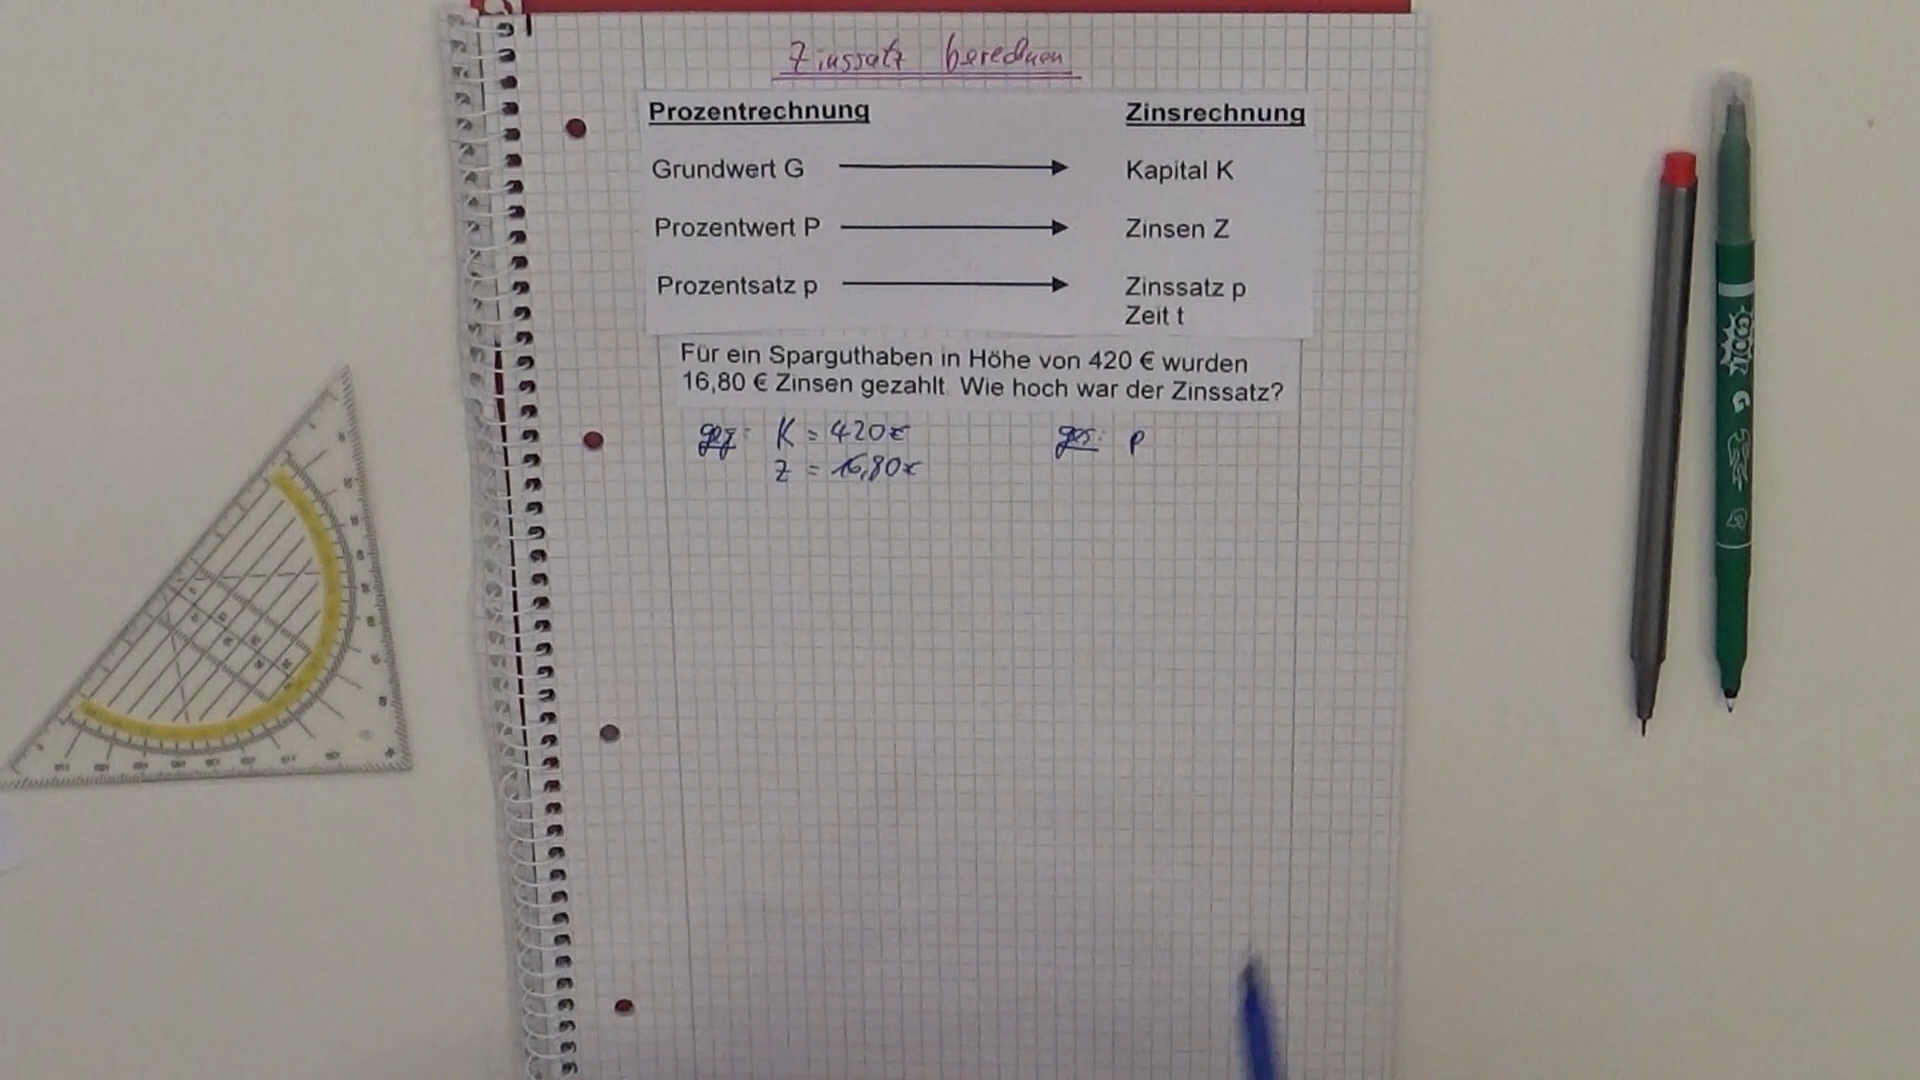 Zinssatz berechnen
Prozentrechnung Zinsrechnung
Grundwert G Kapital K
Prozentwert P Zinsen Z
Prozentsatz p Zinssatz p
Zeit t
Für ein Sparguthaben in Höhe von 420 € wurden
16,80 € Zinsen gezahlt. Wie hoch war der Zinssatz?
geg: K = 420€ ges: p
Z = 16,80€
COOL